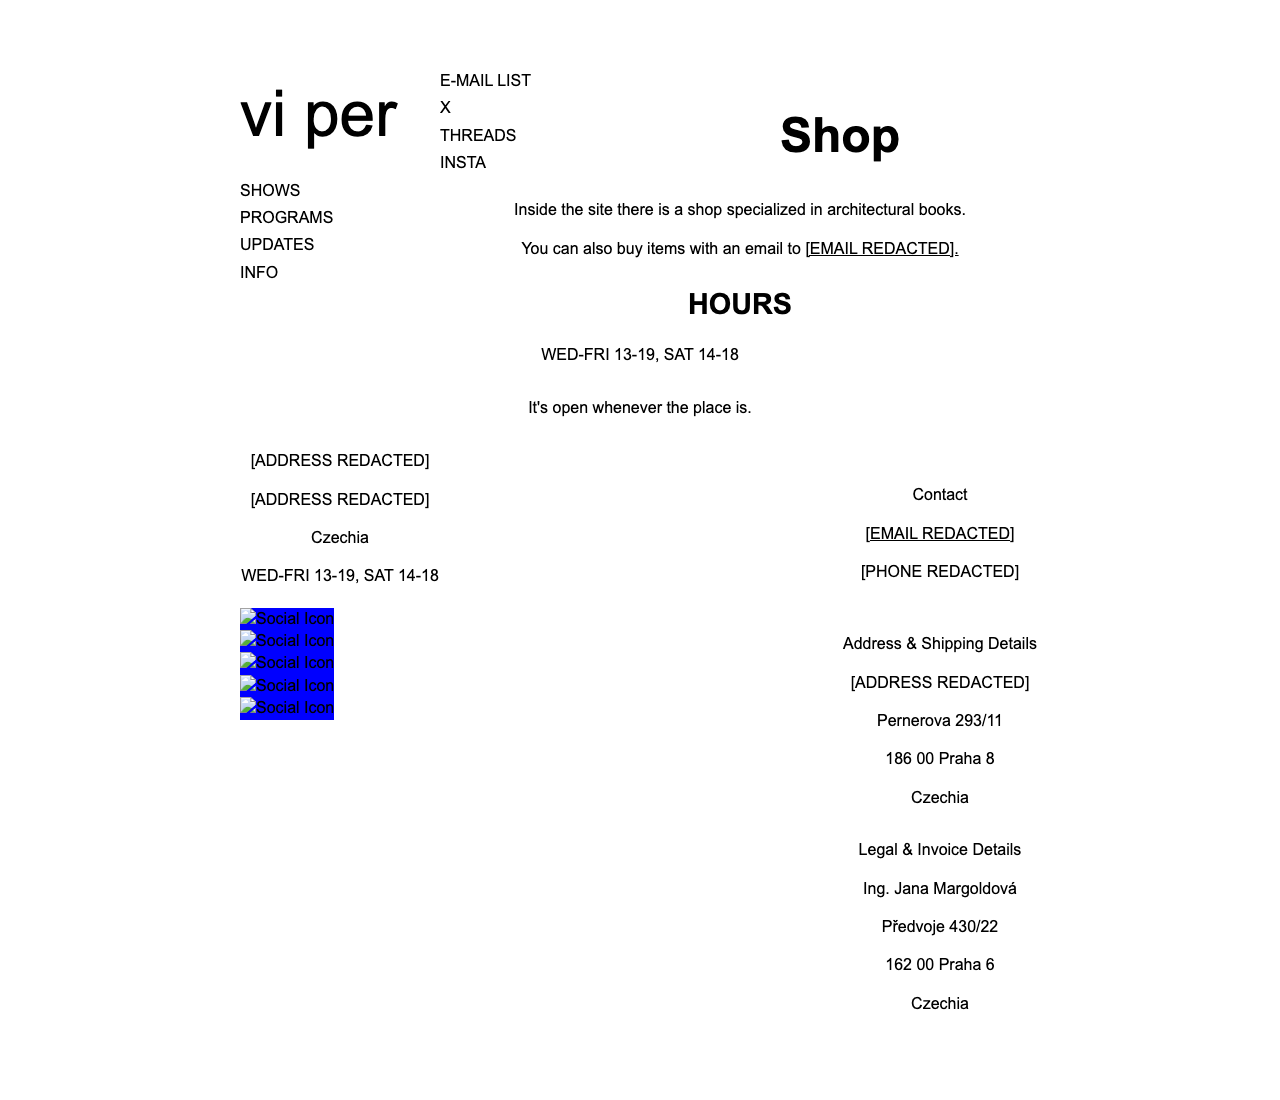 vi per
E-MAIL LIST
X
THREADS
INSTA
SHOWS
PROGRAMS
UPDATES
INFO
Shop
Inside the site there is a shop specialized in architectural books.
You can also buy items with an email to [EMAIL REDACTED].
HOURS
WED-FRI 13-19, SAT 14-18
It's open whenever the place is.
[ADDRESS REDACTED]
[ADDRESS REDACTED]
Czechia
WED-FRI 13-19, SAT 14-18
Social Icon
Social Icon
Social Icon
Social Icon
Social Icon
Contact
[EMAIL REDACTED]
[PHONE REDACTED]
Address & Shipping Details
[ADDRESS REDACTED]
Pernerova 293/11
186 00 Praha 8
Czechia
Legal & Invoice Details
Ing. Jana Margoldová
Předvoje 430/22
162 00 Praha 6
Czechia